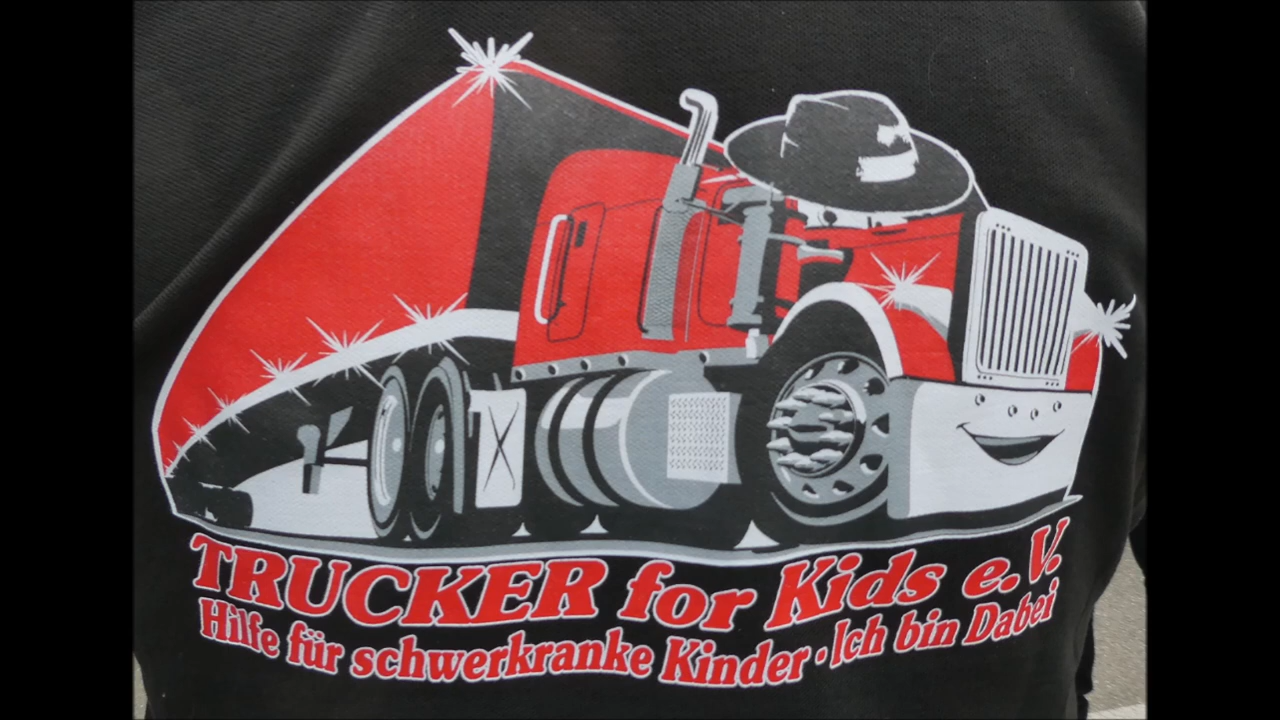 TRUCKER for Kids e.V.
Hilfe für schwerkranke Kinder · Ich bin Dabei